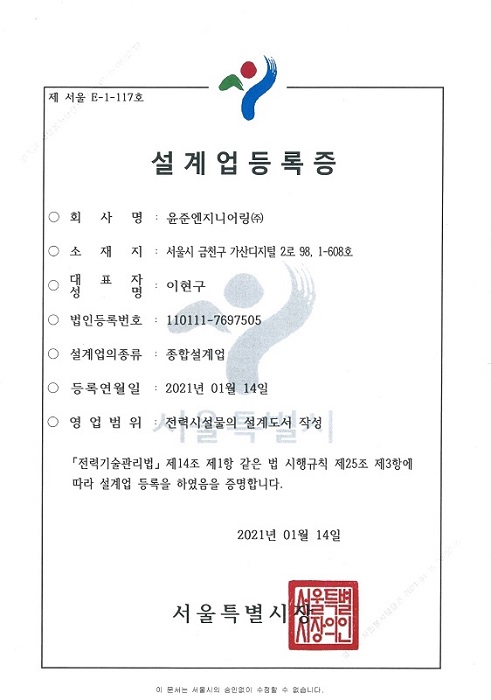 제 서울 E-1-117호
설계업등록증
○ 회 사 명 : 윤준엔지니어링㈜
○ 소 재 지 : 서울시 금천구 가산디지털 2로 98, 1-608호
○ 대 표 자 성 명 : 이현구
○ 법인등록번호 : 110111-7697505
○ 설계업의종류 : 종합설계업
○ 등록연월일 : 2021년 01월 14일
○ 영 업 범 위 : 전력시설물의 설계도서 작성
서울특별시
「전력기술관리법」 제14조 제1항 같은 법 시행규칙 제25조 제3항에
따라 설계업 등록을 하였음을 증명합니다.
2021년 01월 14일
서울특별시장
서울특별
시장의인
이 문서는 서울시의 승인없이 수정할 수 없습니다.